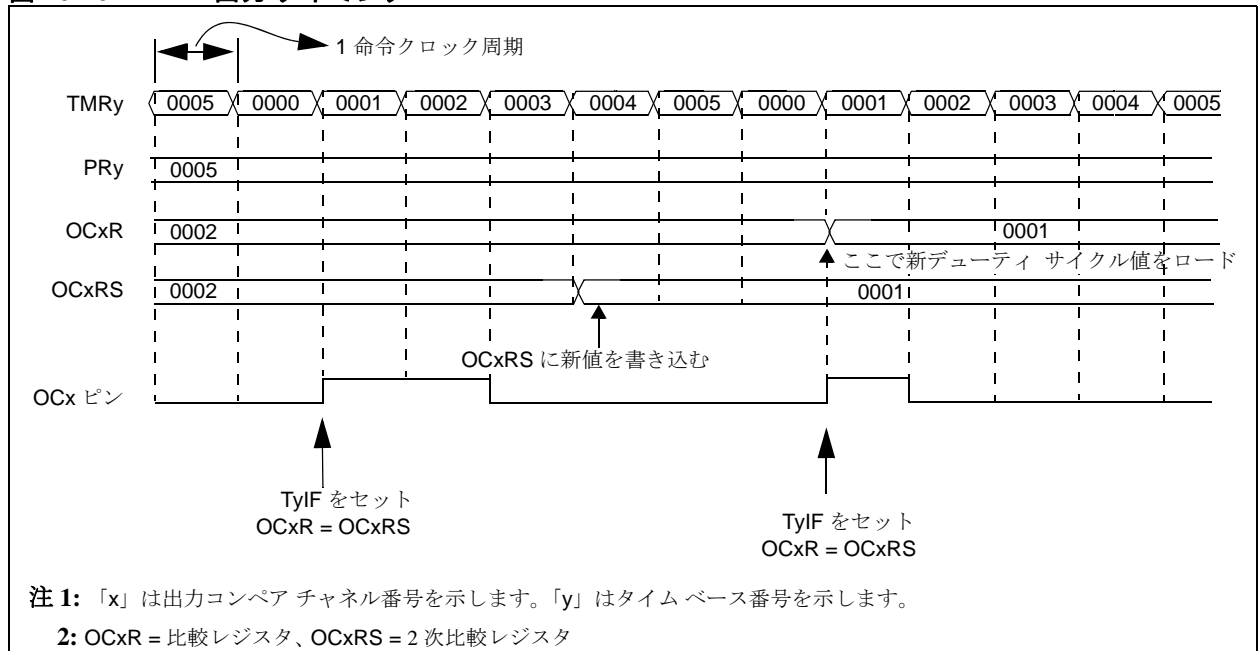 1 命令クロック周期
TMRy 0005 0000 0001 0002 0003 0004 0005 0000 0001 0002 0003 0004 0005
PRy 0005
OCxR 0002 0001
ここで新デューティ サイクル値をロード
OCxRS 0002 0001
OCxRS に新値を書き込む
OCx ピン
TyIF をセット
OCxR = OCxRS
TyIF をセット
OCxR = OCxRS
注 1: 「x」は出力コンペア チャネル番号を示します。「y」はタイム ベース番号を示します。
2: OCxR = 比較レジスタ、OCxRS = 2 次比較レジスタ